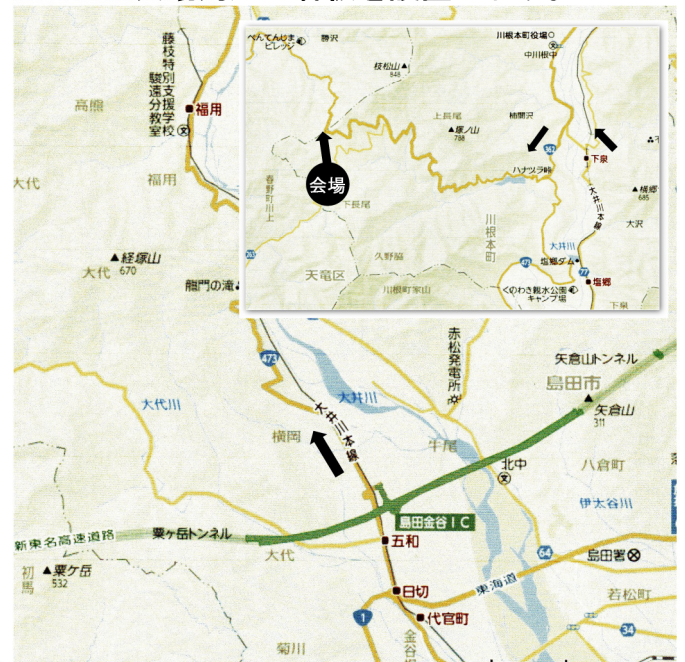 べんてんじま
ビレッジ
勝沢
川根本町役場
中川根中
枝松山
848
上長尾
柿間沢
塚ノ山
788
362
下泉
ハナヅラ峠
会場
春野町川上
下長尾
大井川本線
橋郷
685
大沢
川根本町
263
久野脇
大井川
塩郷ダム
473
77
天竜区
塩郷
川根町家山
くのわき親水公園
キャンプ場
下泉
藤枝特別支援学校
駿遠分教室
高熊
福用
大代
福用
経塚山
670
大代
龍門の滝
赤松発電所
矢倉山トンネル
473
島田市
大代川
大井川
矢倉山
311
大井川本線
横岡
牛尾
北中
八倉町
伊太谷川
島田金谷IC
粟ヶ岳トンネル
新東名高速道路
五和
大代
64
島田署
初馬
粟ケ岳
532
東海道
日切
若松町
1
代官町
34
菊川